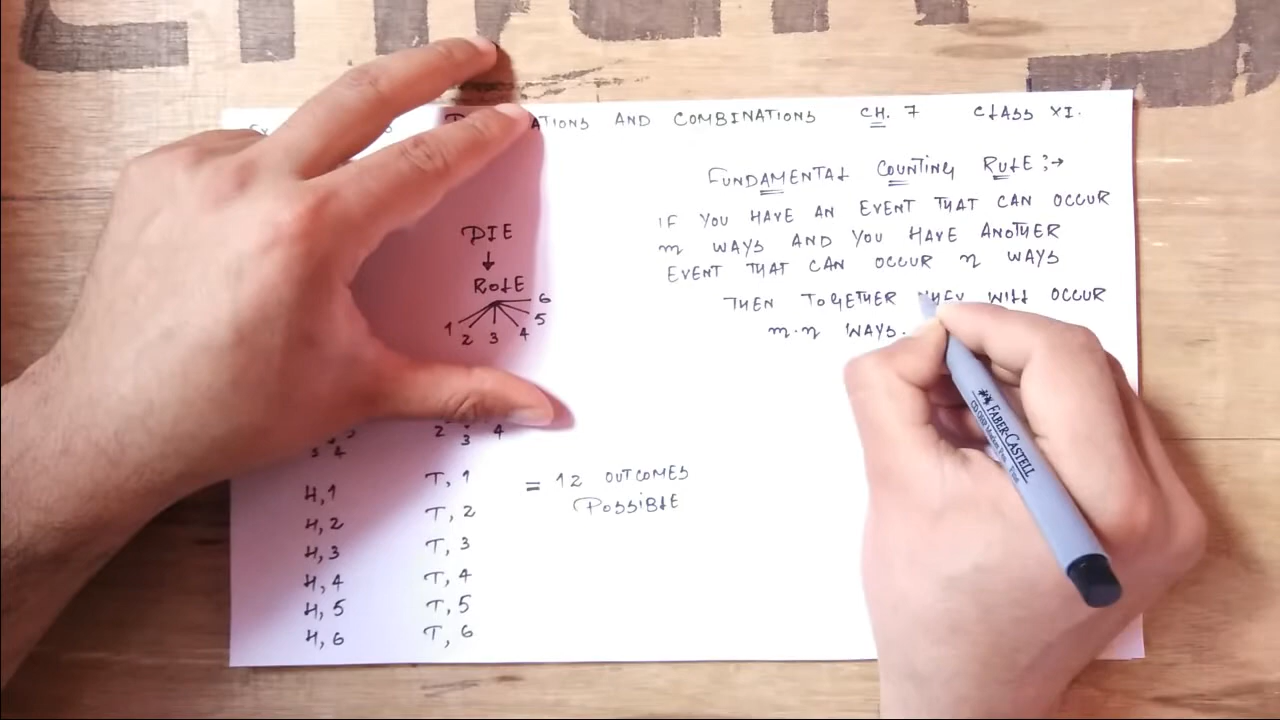 ATIONS AND COMBINATIONS CH. 7 CLASS XI.
FUNDAMENTAL COUNTING RULE :→
IF YOU HAVE AN EVENT THAT CAN OCCUR
m WAYS AND YOU HAVE ANOTHER
EVENT THAT CAN OCCUR n WAYS
THEN TOGETHER THEY WILL OCCUR
m.n WAYS.
DIE
↓
ROLE
1 2 3 4 5 6
2 3 4
3 4
H,1 T,1
H,2 T,2
H,3 T,3
H,4 T,4
H,5 T,5
H,6 T,6
= 12 OUTCOMES
POSSIBLE
FABER-CASTELL